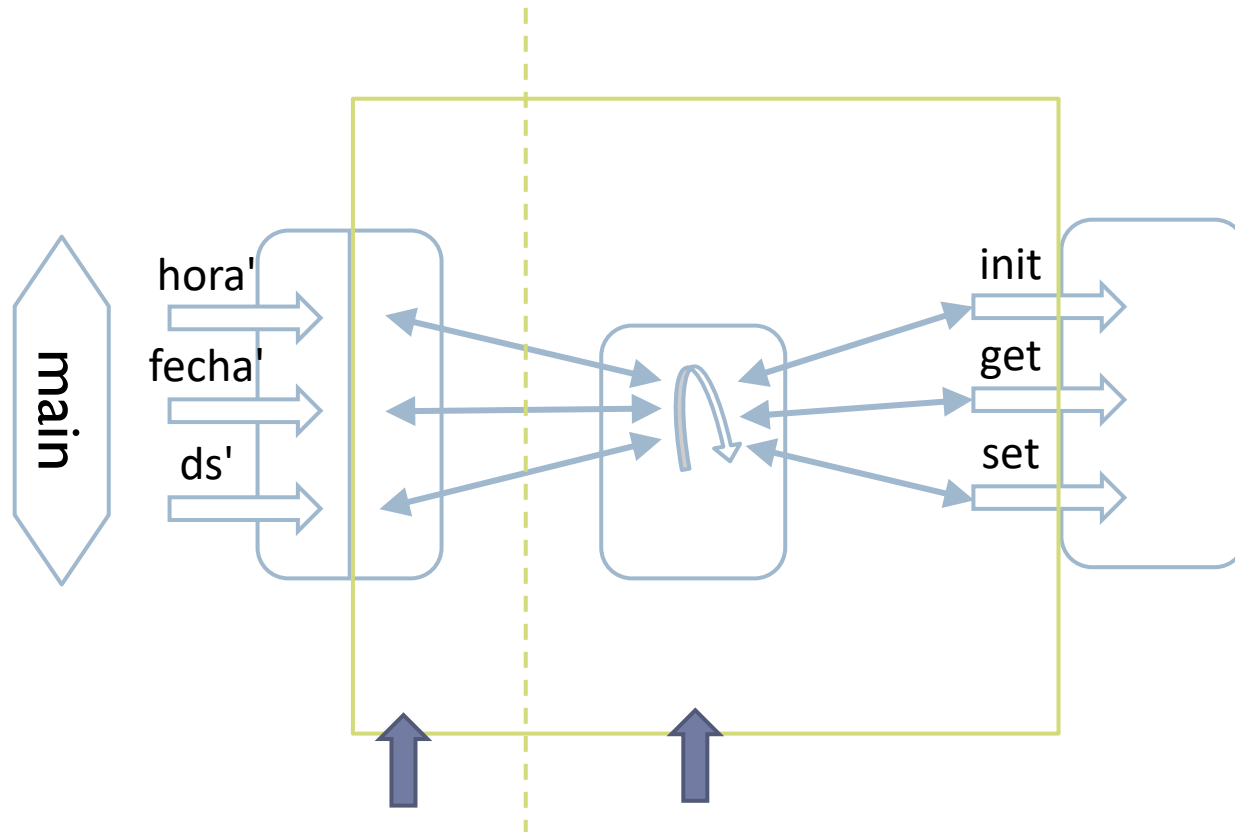 main
hora'
fecha'
ds'
init
get
set